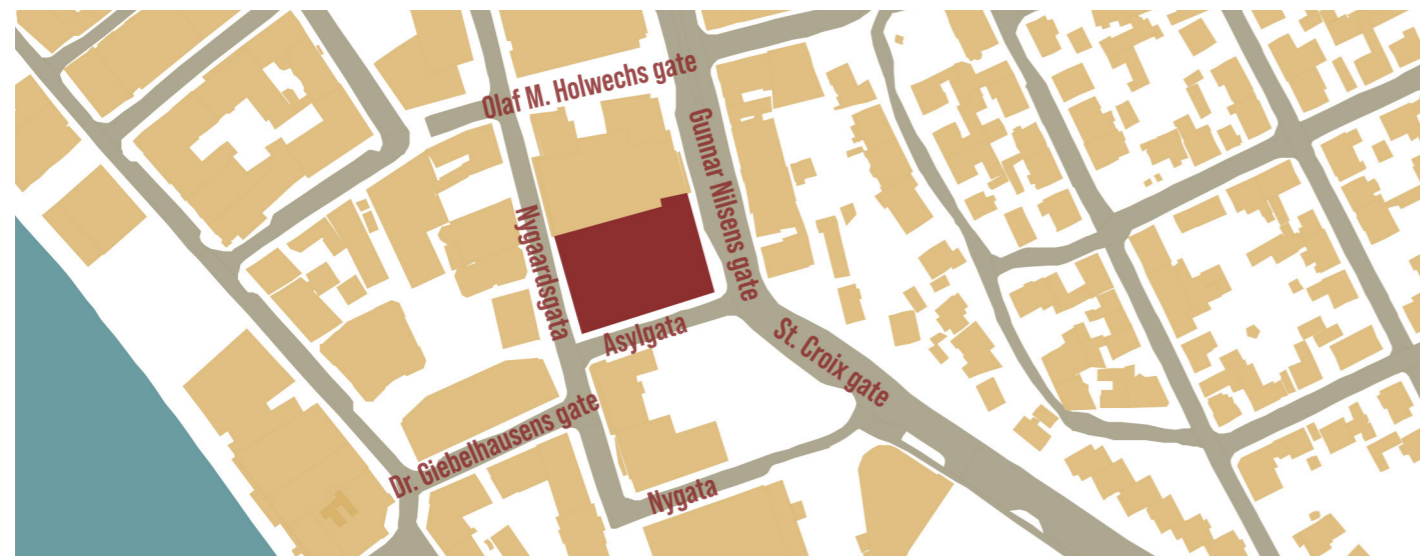 Olaf M. Holwechs gate
Gunnar Nilsens gate
Nygaardsgata
Asylgata
St. Croix gate
Dr. Giebelhausens gate
Nygata